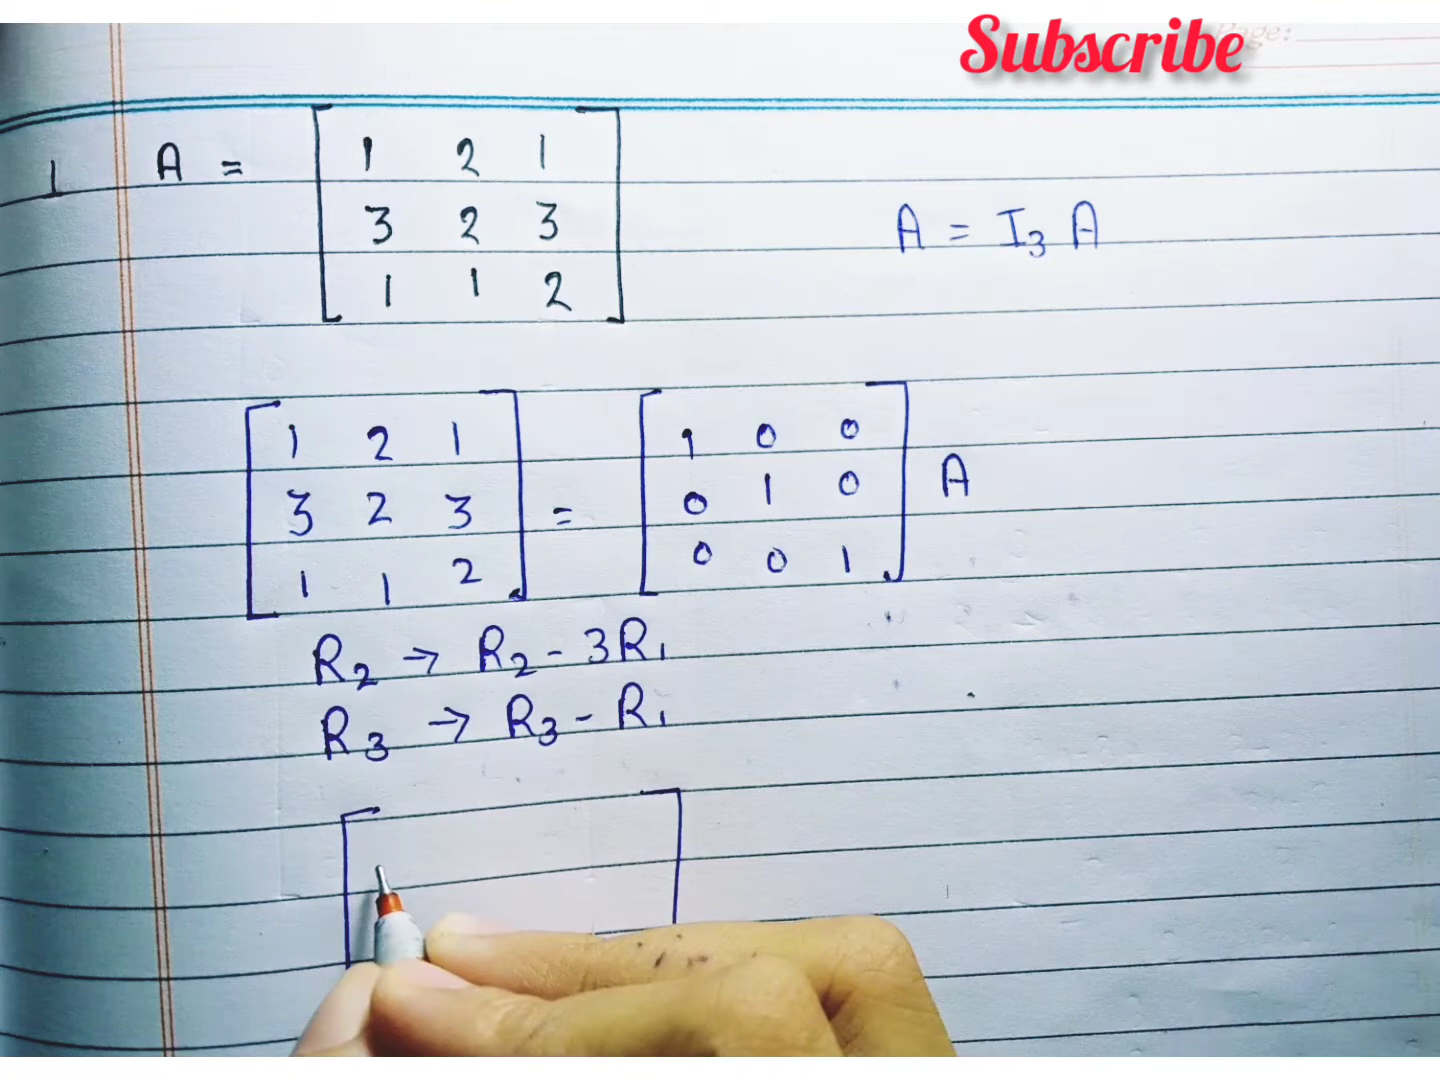 Subscribe
Page:
1 A = [ 1 2 1
3 2 3
1 1 2 ]
A = I₃ A
[ 1 2 1
3 2 3
1 1 2 ] = [ 1 0 0
0 1 0
0 0 1 ] A
R₂ → R₂ - 3R₁
R₃ → R₃ - R₁